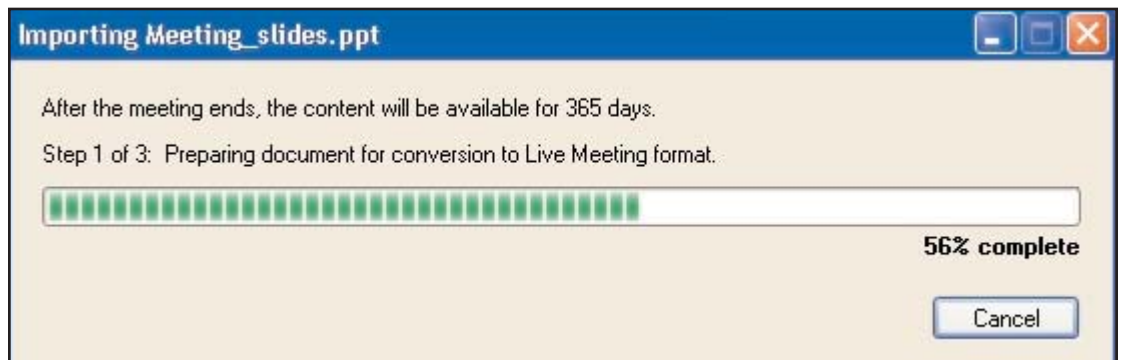 Importing Meeting_slides.ppt
After the meeting ends, the content will be available for 365 days.
Step 1 of 3:  Preparing document for conversion to Live Meeting format.
56% complete
Cancel